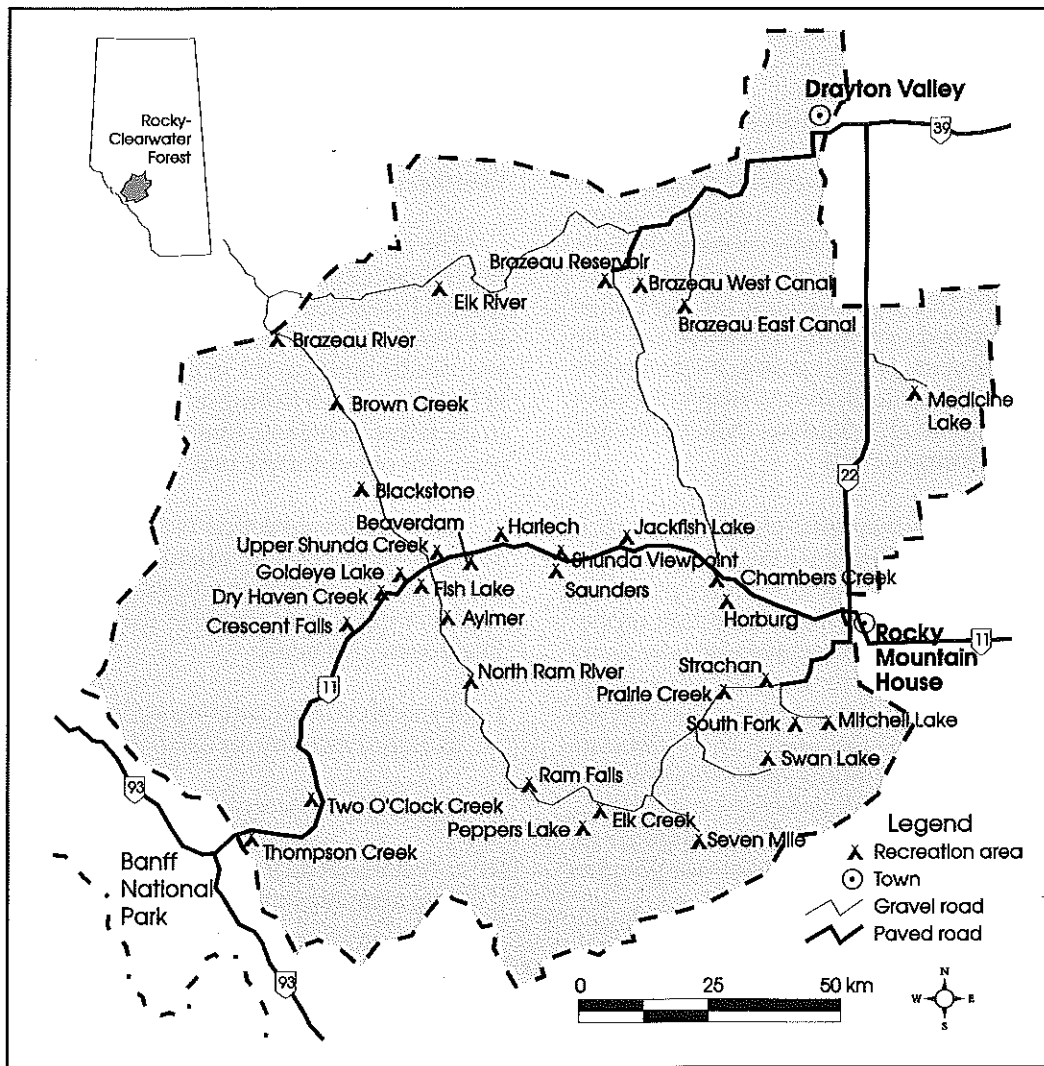 Rocky-
Clearwater
Forest
Drayton Valley
39
Brazeau Reservoir
Brazeau West Canal
Elk River
Brazeau East Canal
Brazeau River
Brown Creek
Medicine
Lake
22
Blackstone
Beaverdam
Harlech
Jackfish Lake
Upper Shunda Creek
Shunda Viewpoint
Goldeye Lake
Fish Lake
Saunders
Chambers Creek
Dry Haven Creek
Aylmer
Horburg
Crescent Falls
Rocky
Mountain
House
11
Strachan
North Ram River
Prairie Creek
11
South Fork
Mitchell Lake
Swan Lake
Ram Falls
93
Two O'Clock Creek
Elk Creek
Peppers Lake
Seven Mile
Thompson Creek
Banff
National
Park
93
Legend
Recreation area
Town
Gravel road
Paved road
0 25 50 km
N
W E
S